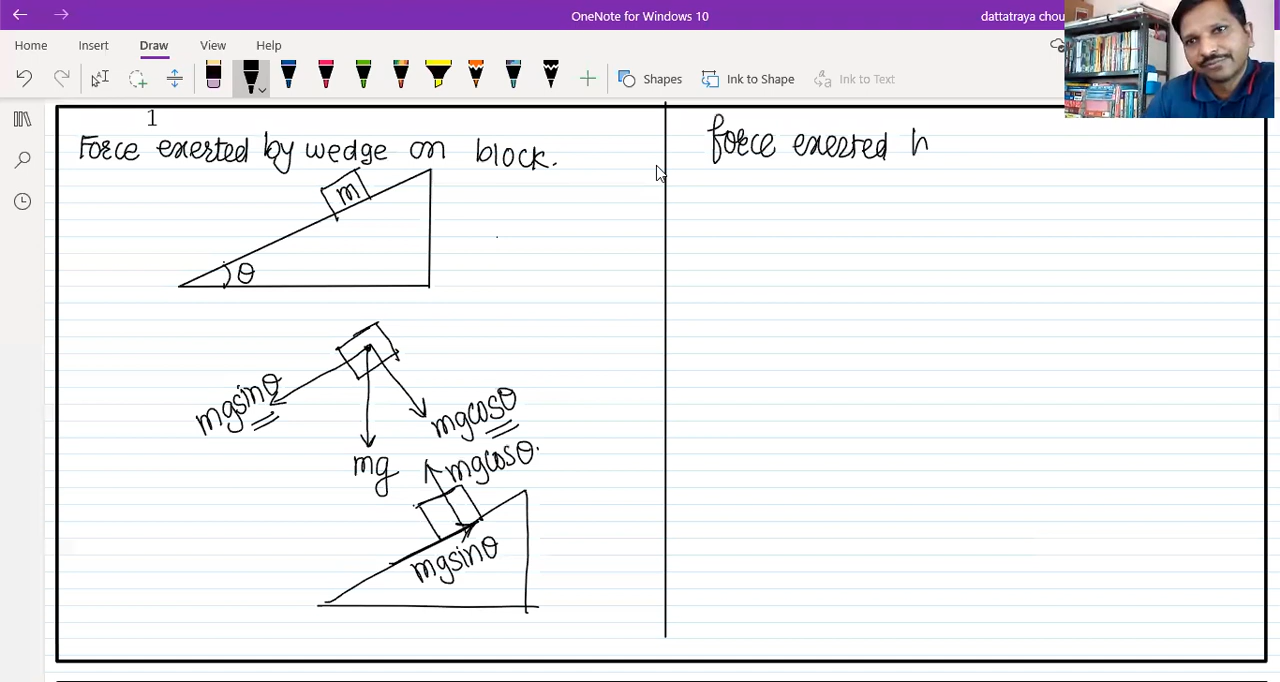 OneNote for Windows 10
dattatraya chou
Home Insert Draw View Help
Shapes Ink to Shape Ink to Text
1
Force exerted by wedge on block.
m
θ
mgsinθ
mgcosθ
mg
mgcosθ.
mgsinθ
force exerted h